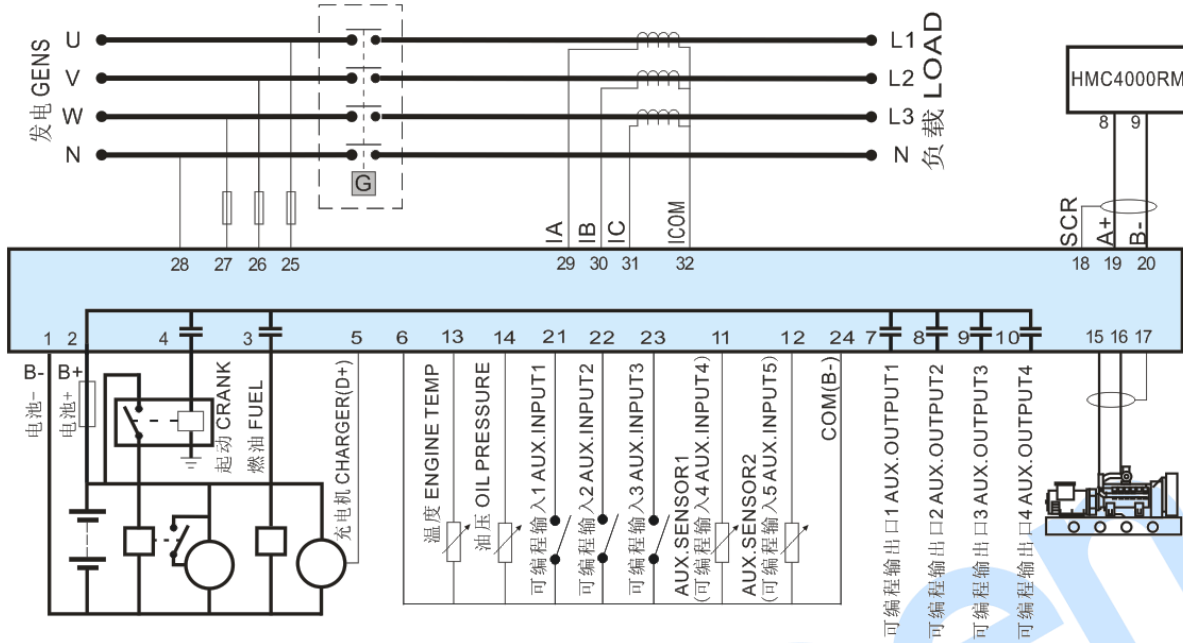 发电 GENS
U
V
W
N
G
L1
L2
L3
N
负载 LOAD
HMC4000RM
8
9
IA
IB
IC
ICOM
SCR
A+
B-
28
27
26
25
29
30
31
32
18
19
20
1
2
4
3
5
6
13
14
21
22
23
11
12
24
7
8
9
10
15
16
17
B-
电池-
B+
电池+
起动 CRANK
燃油 FUEL
充电机 CHARGER(D+)
温度 ENGINE TEMP
油压 OIL PRESSURE
可编程输入1 AUX.INPUT1
可编程输入2 AUX.INPUT2
可编程输入3 AUX.INPUT3
AUX.SENSOR1
(可编程输入4 AUX.INPUT4)
AUX.SENSOR2
(可编程输入5 AUX.INPUT5)
COM(B-)
可编程输出口1 AUX.OUTPUT1
可编程输出口2 AUX.OUTPUT2
可编程输出口3 AUX.OUTPUT3
可编程输出口4 AUX.OUTPUT4